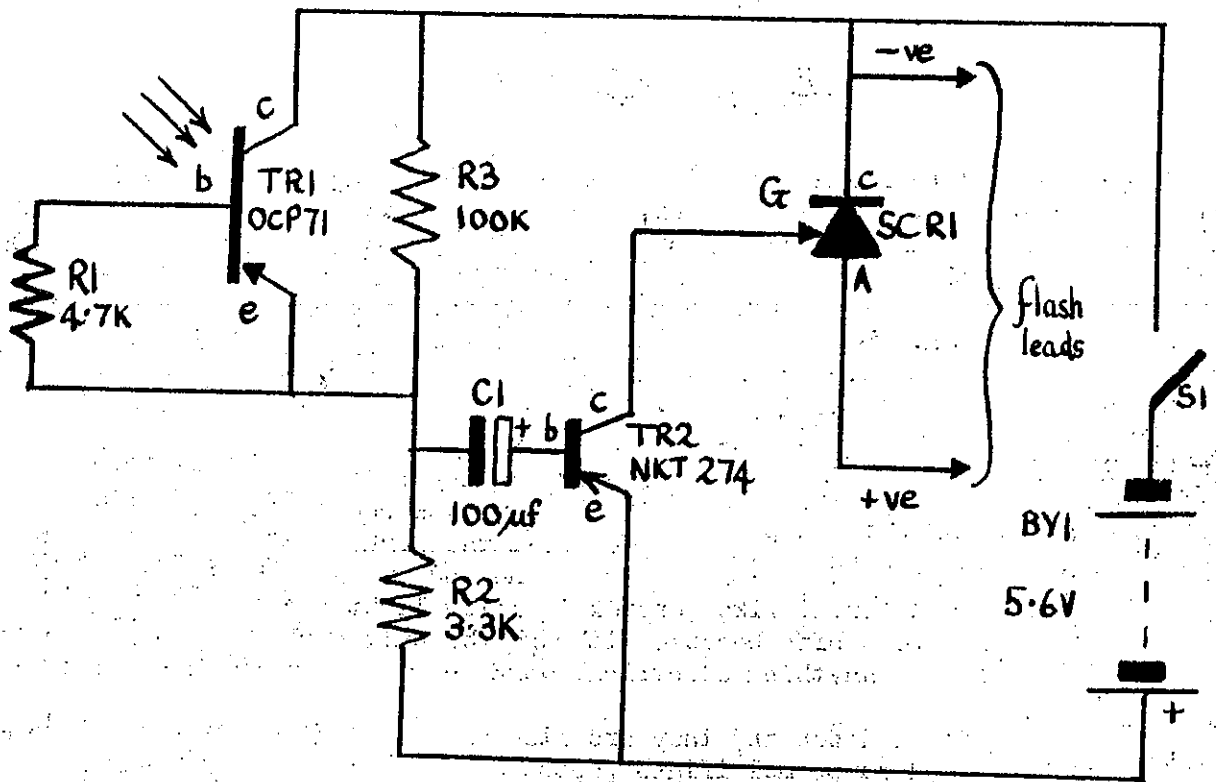 -ve
c
b
TR1
OCP71
R3
100K
G
c
SCR1
R1
4.7K
e
A
flash
leads
S1
C1
+
b
c
TR2
NKT 274
+ve
100µf
e
BY1
5.6V
R2
3.3K
+